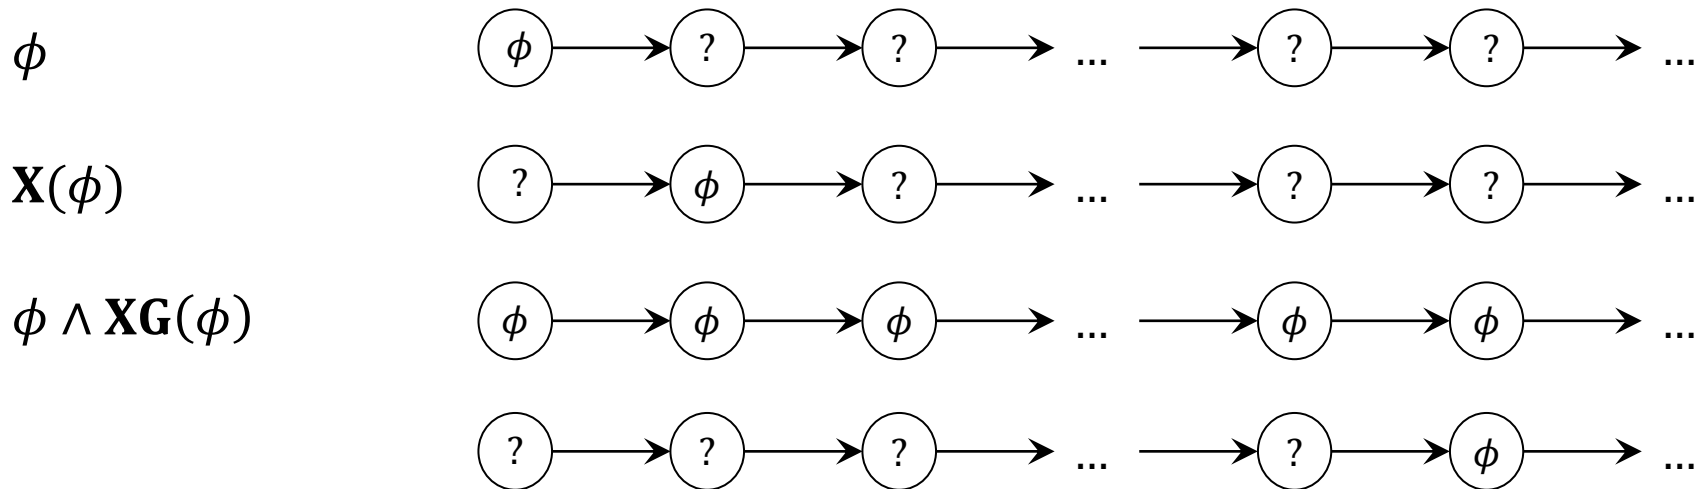 𝜙 𝜙 ? ? ... ? ? ...
𝐗(𝜙) ? 𝜙 ? ... ? ? ...
𝜙 ∧ 𝐗𝐆(𝜙) 𝜙 𝜙 𝜙 ... 𝜙 𝜙 ...
? ? ? ... ? 𝜙 ...